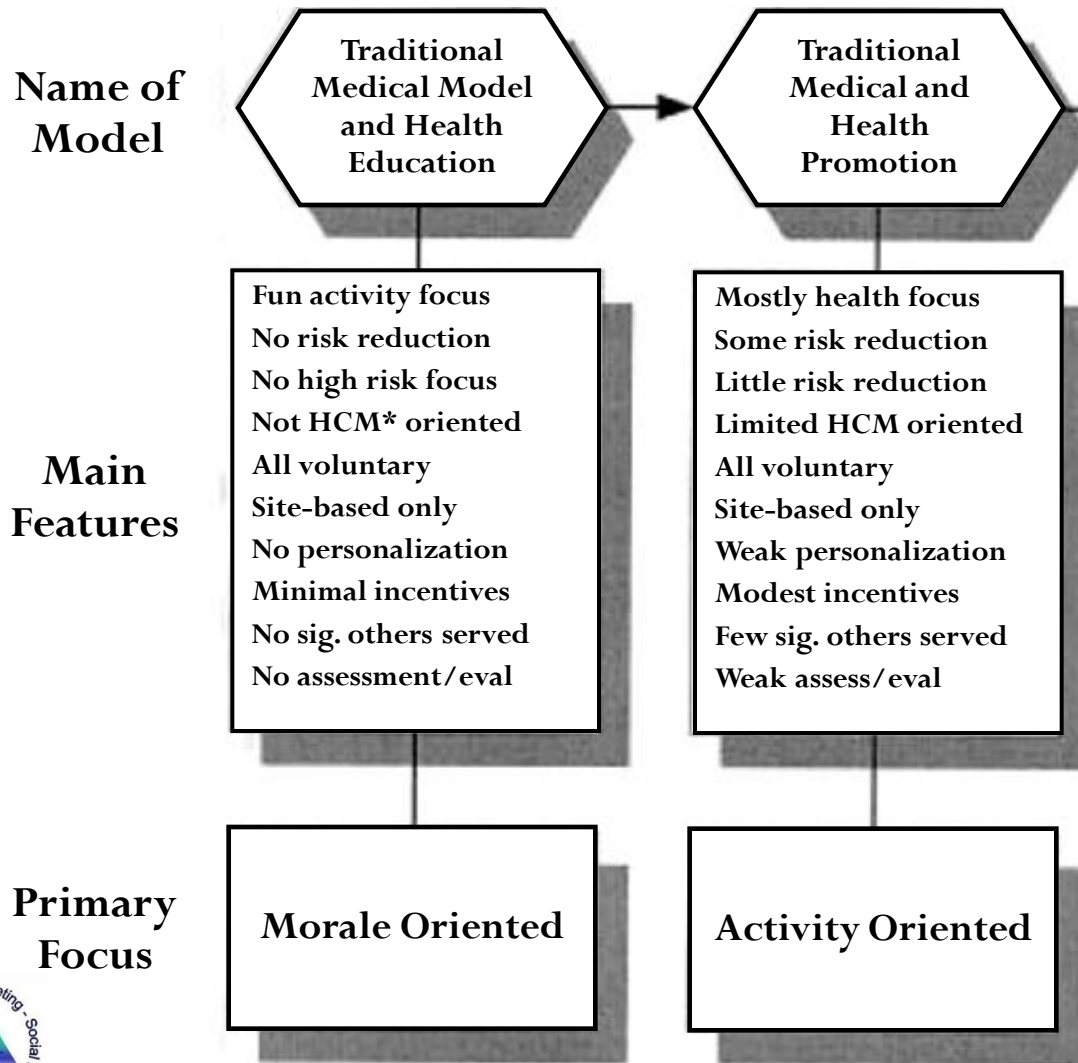 Name of
Model
Traditional
Medical Model
and Health
Education
Traditional
Medical and
Health
Promotion
Main
Features
Fun activity focus
No risk reduction
No high risk focus
Not HCM* oriented
All voluntary
Site-based only
No personalization
Minimal incentives
No sig. others served
No assessment/eval
Mostly health focus
Some risk reduction
Little risk reduction
Limited HCM oriented
All voluntary
Site-based only
Weak personalization
Modest incentives
Few sig. others served
Weak assess/eval
Primary
Focus
Morale Oriented
Activity Oriented
- Social